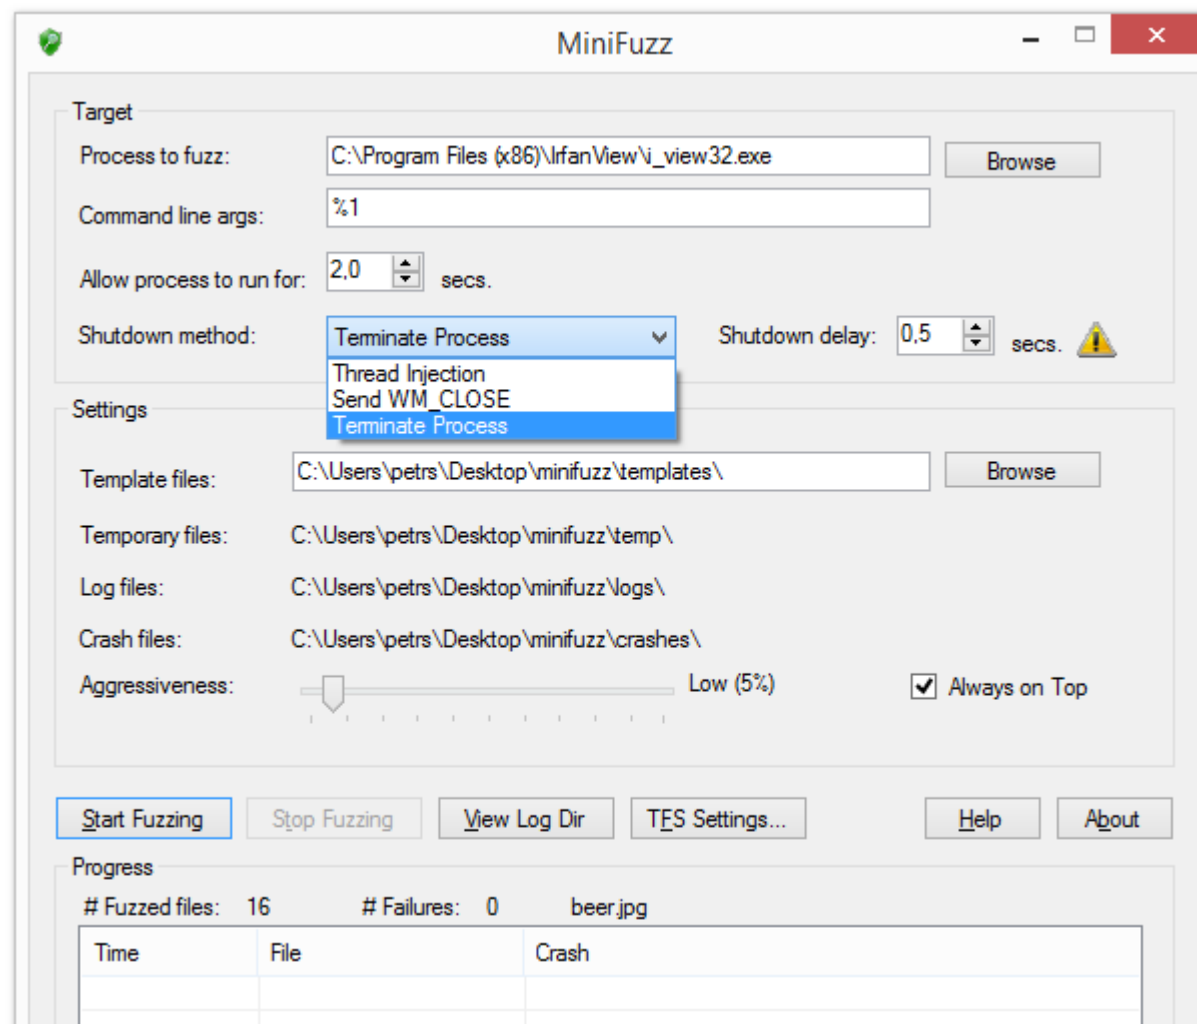 MiniFuzz
Target
Process to fuzz: C:\Program Files (x86)\IrfanView\i_view32.exe Browse
Command line args: %1
Allow process to run for: 2,0 secs.
Shutdown method: Terminate Process Shutdown delay: 0,5 secs.
Thread Injection
Send WM_CLOSE
Terminate Process
Settings
Template files: C:\Users\petrs\Desktop\minifuzz\templates\ Browse
Temporary files: C:\Users\petrs\Desktop\minifuzz\temp\
Log files: C:\Users\petrs\Desktop\minifuzz\logs\
Crash files: C:\Users\petrs\Desktop\minifuzz\crashes\
Aggressiveness: Low (5%) Always on Top
Start Fuzzing Stop Fuzzing View Log Dir TFS Settings... Help About
Progress
# Fuzzed files: 16 # Failures: 0 beer.jpg
Time File Crash